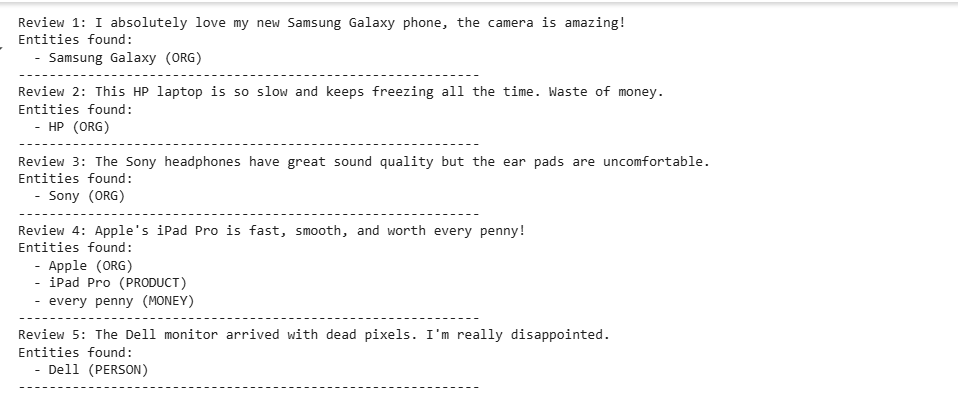 Review 1: I absolutely love my new Samsung Galaxy phone, the camera is amazing!
Entities found:
  - Samsung Galaxy (ORG)
------------------------------------------------------------
Review 2: This HP laptop is so slow and keeps freezing all the time. Waste of money.
Entities found:
  - HP (ORG)
------------------------------------------------------------
Review 3: The Sony headphones have great sound quality but the ear pads are uncomfortable.
Entities found:
  - Sony (ORG)
------------------------------------------------------------
Review 4: Apple's iPad Pro is fast, smooth, and worth every penny!
Entities found:
  - Apple (ORG)
  - iPad Pro (PRODUCT)
  - every penny (MONEY)
------------------------------------------------------------
Review 5: The Dell monitor arrived with dead pixels. I'm really disappointed.
Entities found:
  - Dell (PERSON)
------------------------------------------------------------